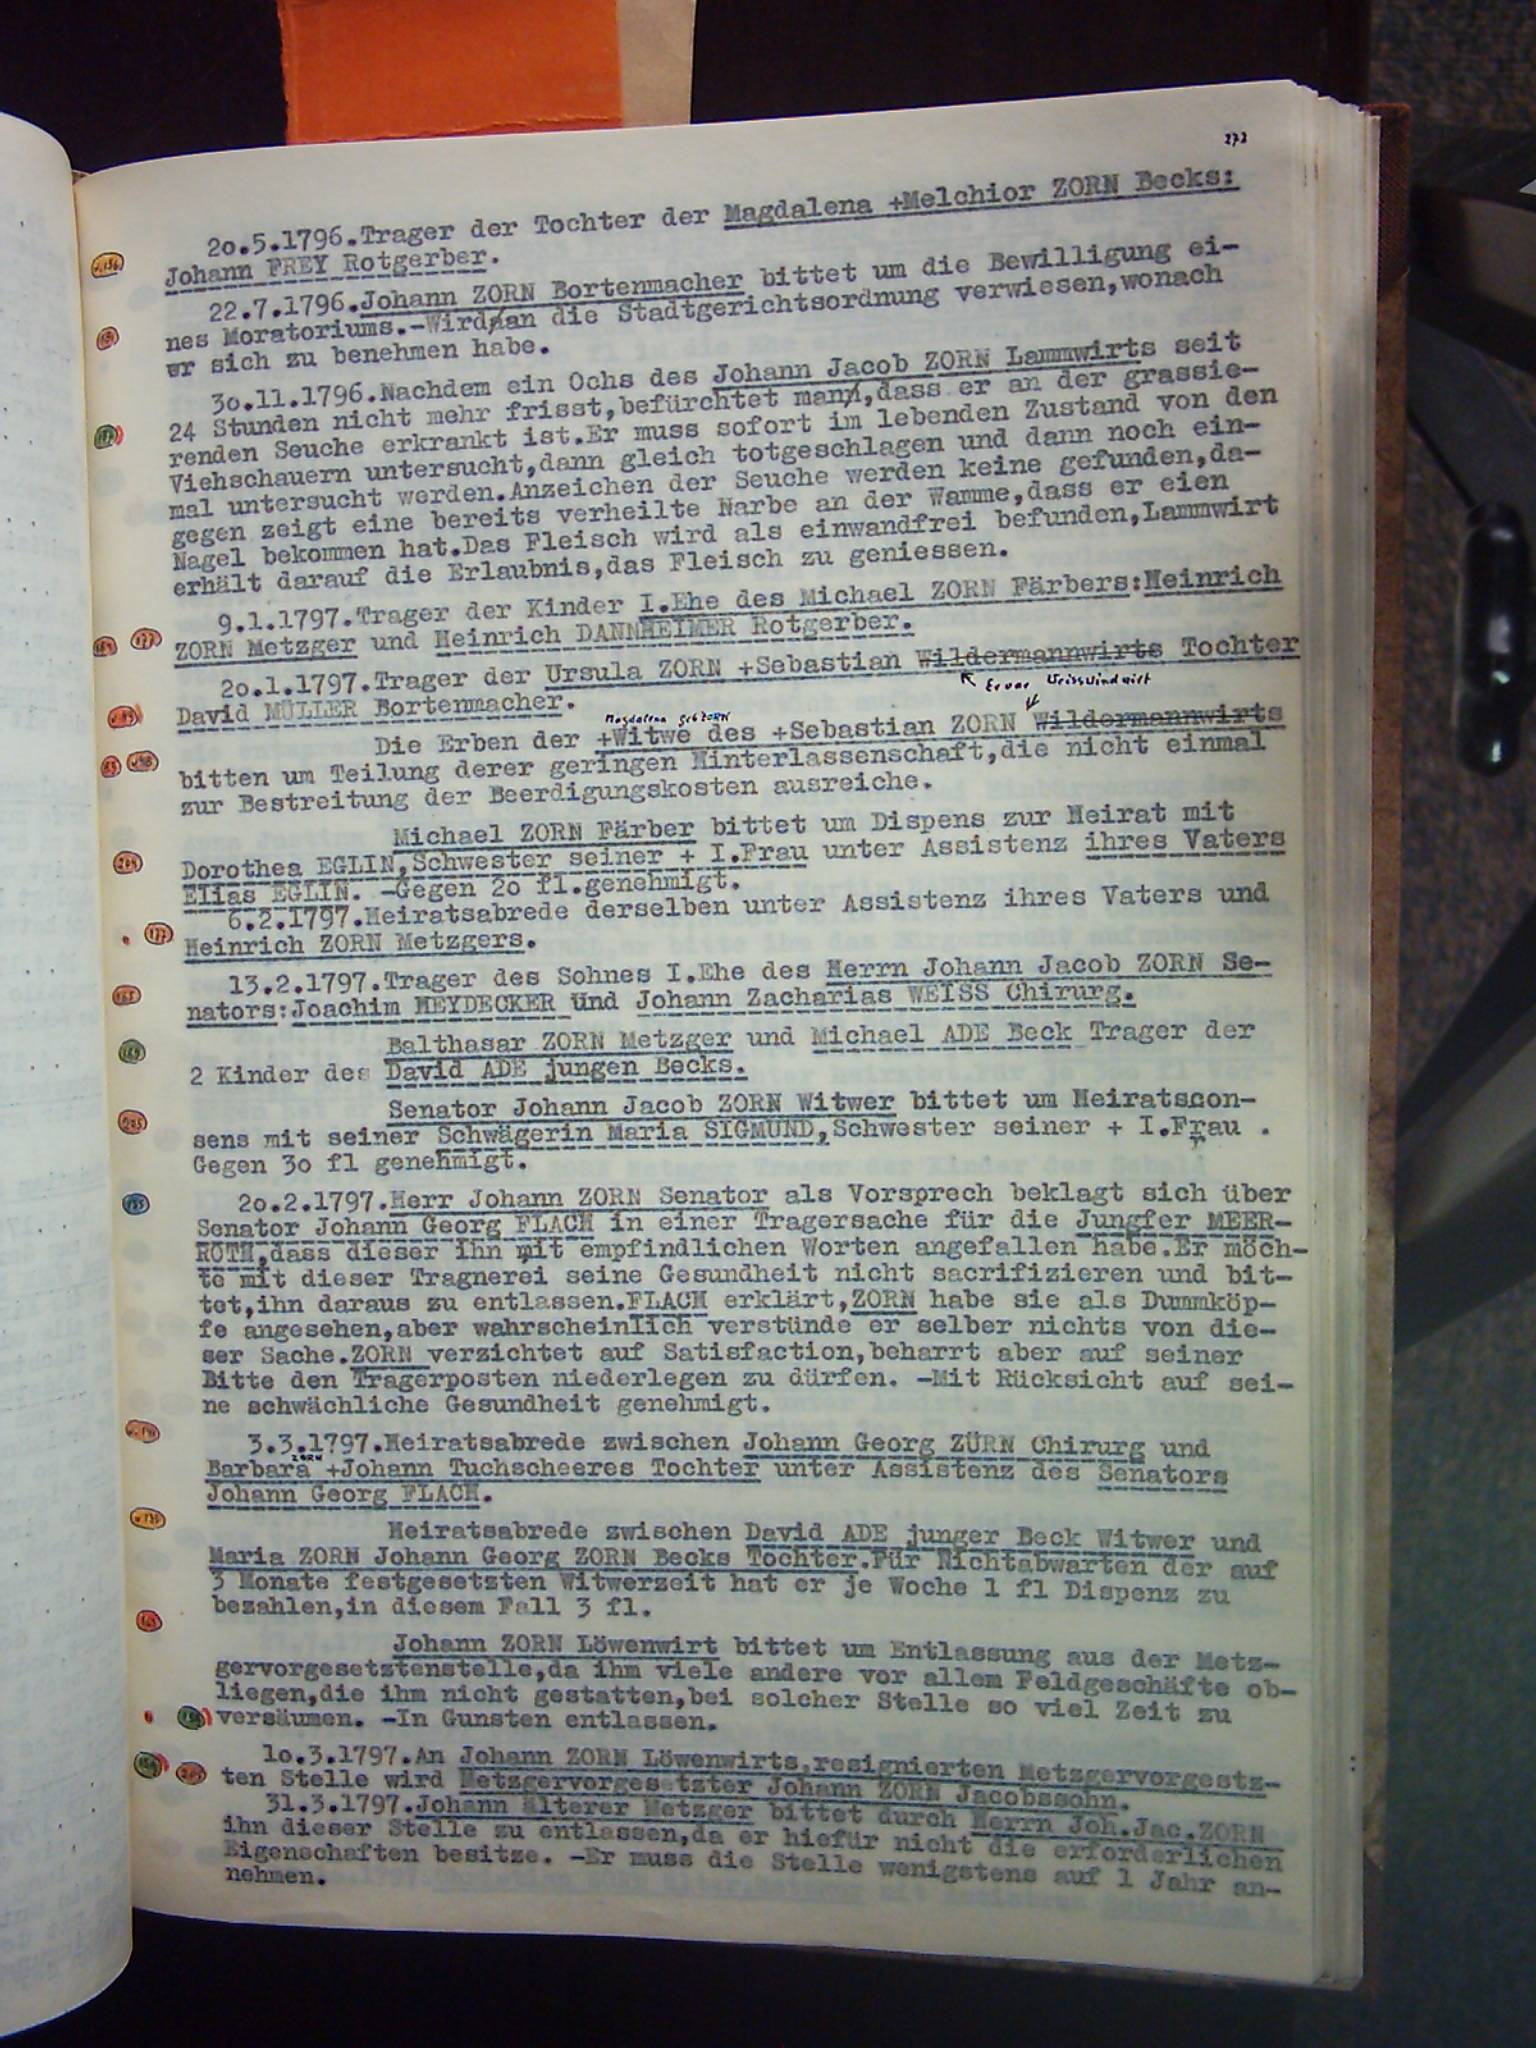 273
20.5.1796.Trager der Tochter der Magdalena +Melchior ZORN Becks:
Johann FREY Rotgerber.
22.7.1796.Johann ZORN Bortenmacher bittet um die Bewilligung ei-
nes Moratoriums.-Wird an die Stadtgerichtsordnung verwiesen,wonach
er sich zu benehmen habe.
30.11.1796.Nachdem ein Ochs des Johann Jacob ZORN Lammwirts seit
24 Stunden nicht mehr frisst,befürchtet man,dass er an der grassie-
renden Seuche erkrankt ist.Er muss sofort im lebenden Zustand von den
Viehschauern untersucht,dann gleich totgeschlagen und dann noch ein-
mal untersucht werden.Anzeichen der Seuche werden keine gefunden,da-
gegen zeigt eine bereits verheilte Narbe an der Wamme,dass er eien
Nagel bekommen hat.Das Fleisch wird als einwandfrei befunden,Lammwirt
erhält darauf die Erlaubnis,das Fleisch zu geniessen.
9.1.1797.Trager der Kinder I.Ehe des Michael ZORN Färbers:Heinrich
ZORN Metzger und Heinrich DANNHEIMER Rotgerber.
20.1.1797.Trager der Ursula ZORN +Sebastian Wildermannwirts Tochter
Er war Weisswindwirt
David MÜLLER Bortenmacher.
Magdalena geb ZORN
Die Erben der +Witwe des +Sebastian ZORN Wildermannwirts
bitten um Teilung derer geringen Hinterlassenschaft,die nicht einmal
zur Bestreitung der Beerdigungskosten ausreiche.
Michael ZORN Färber bittet um Dispens zur Heirat mit
Dorothea EGLIN,Schwester seiner + I.Frau unter Assistenz ihres Vaters
Elias EGLIN. -Gegen 20 fl.genehmigt.
6.2.1797.Heiratsabrede derselben unter Assistenz ihres Vaters und
177
Heinrich ZORN Metzgers.
13.2.1797.Trager des Sohnes I.Ehe des Herrn Johann Jacob ZORN Se-
nators:Joachim HEYDECKER und Johann Zacharias WEISS Chirurg.
Balthasar ZORN Metzger und Michael ADE Beck Trager der
2 Kinder des David ADE jungen Becks.
Senator Johann Jacob ZORN Witwer bittet um Heiratscon-
sens mit seiner Schwägerin Maria SIGMUND,Schwester seiner + I.Frau .
Gegen 30 fl genehmigt.
20.2.1797.Herr Johann ZORN Senator als Vorsprech beklagt sich über
Senator Johann Georg FLACH in einer Tragersache für die Jungfer MEER-
ROTH,dass dieser ihn mit empfindlichen Worten angefallen habe.Er möch-
te mit dieser Tragnerei seine Gesundheit nicht sacrifizieren und bit-
tet,ihn daraus zu entlassen.FLACH erklärt,ZORN habe sie als Dummköp-
fe angesehen,aber wahrscheinlich verstünde er selber nichts von die-
ser Sache.ZORN verzichtet auf Satisfaction,beharrt aber auf seiner
Bitte den Tragerposten niederlegen zu dürfen. -Mit Rücksicht auf sei-
ne schwächliche Gesundheit genehmigt.
3.3.1797.Heiratsabrede zwischen Johann Georg ZÜRN Chirurg und
ZORN
Barbara +Johann Tuchscheeres Tochter unter Assistenz des Senators
Johann Georg FLACH.
Heiratsabrede zwischen David ADE junger Beck Witwer und
Maria ZORN Johann Georg ZORN Becks Tochter.Für Nichtabwarten der auf
3 Monate festgesetzten Witwerzeit hat er je Woche 1 fl Dispenz zu
bezahlen,in diesem Fall 3 fl.
Johann ZORN Löwenwirt bittet um Entlassung aus der Metz-
gervorgesetztenstelle,da ihm viele andere vor allem Feldgeschäfte ob-
liegen,die ihm nicht gestatten,bei solcher Stelle so viel Zeit zu
versäumen. -In Gunsten entlassen.
10.3.1797.An Johann ZORN Löwenwirts,resignierten Metzgervorgestz-
ten Stelle wird Metzgervorgesetzter Johann ZORN Jacobssohn.
31.3.1797.Johann älterer Metzger bittet durch Herrn Joh.Jac.ZORN
ihn dieser Stelle zu entlassen,da er hiefür nicht die erforderlichen
Eigenschaften besitze. -Er muss die Stelle wenigstens auf 1 Jahr an-
nehmen.